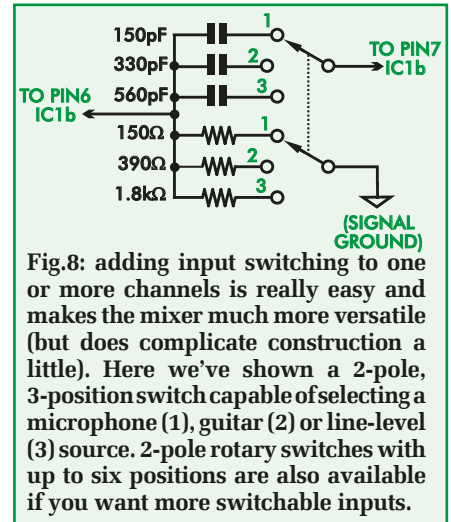 150pF
1
330pF
2
TO PIN7
IC1b
560pF
3
TO PIN6
IC1b
150Ω
1
390Ω
2
1.8kΩ
3
(SIGNAL
GROUND)
Fig.8: adding input switching to one
or more channels is really easy and
makes the mixer much more versatile
(but does complicate construction a
little). Here we've shown a 2-pole,
3-position switch capable of selecting a
microphone (1), guitar (2) or line-level
(3) source. 2-pole rotary switches with
up to six positions are also available
if you want more switchable inputs.